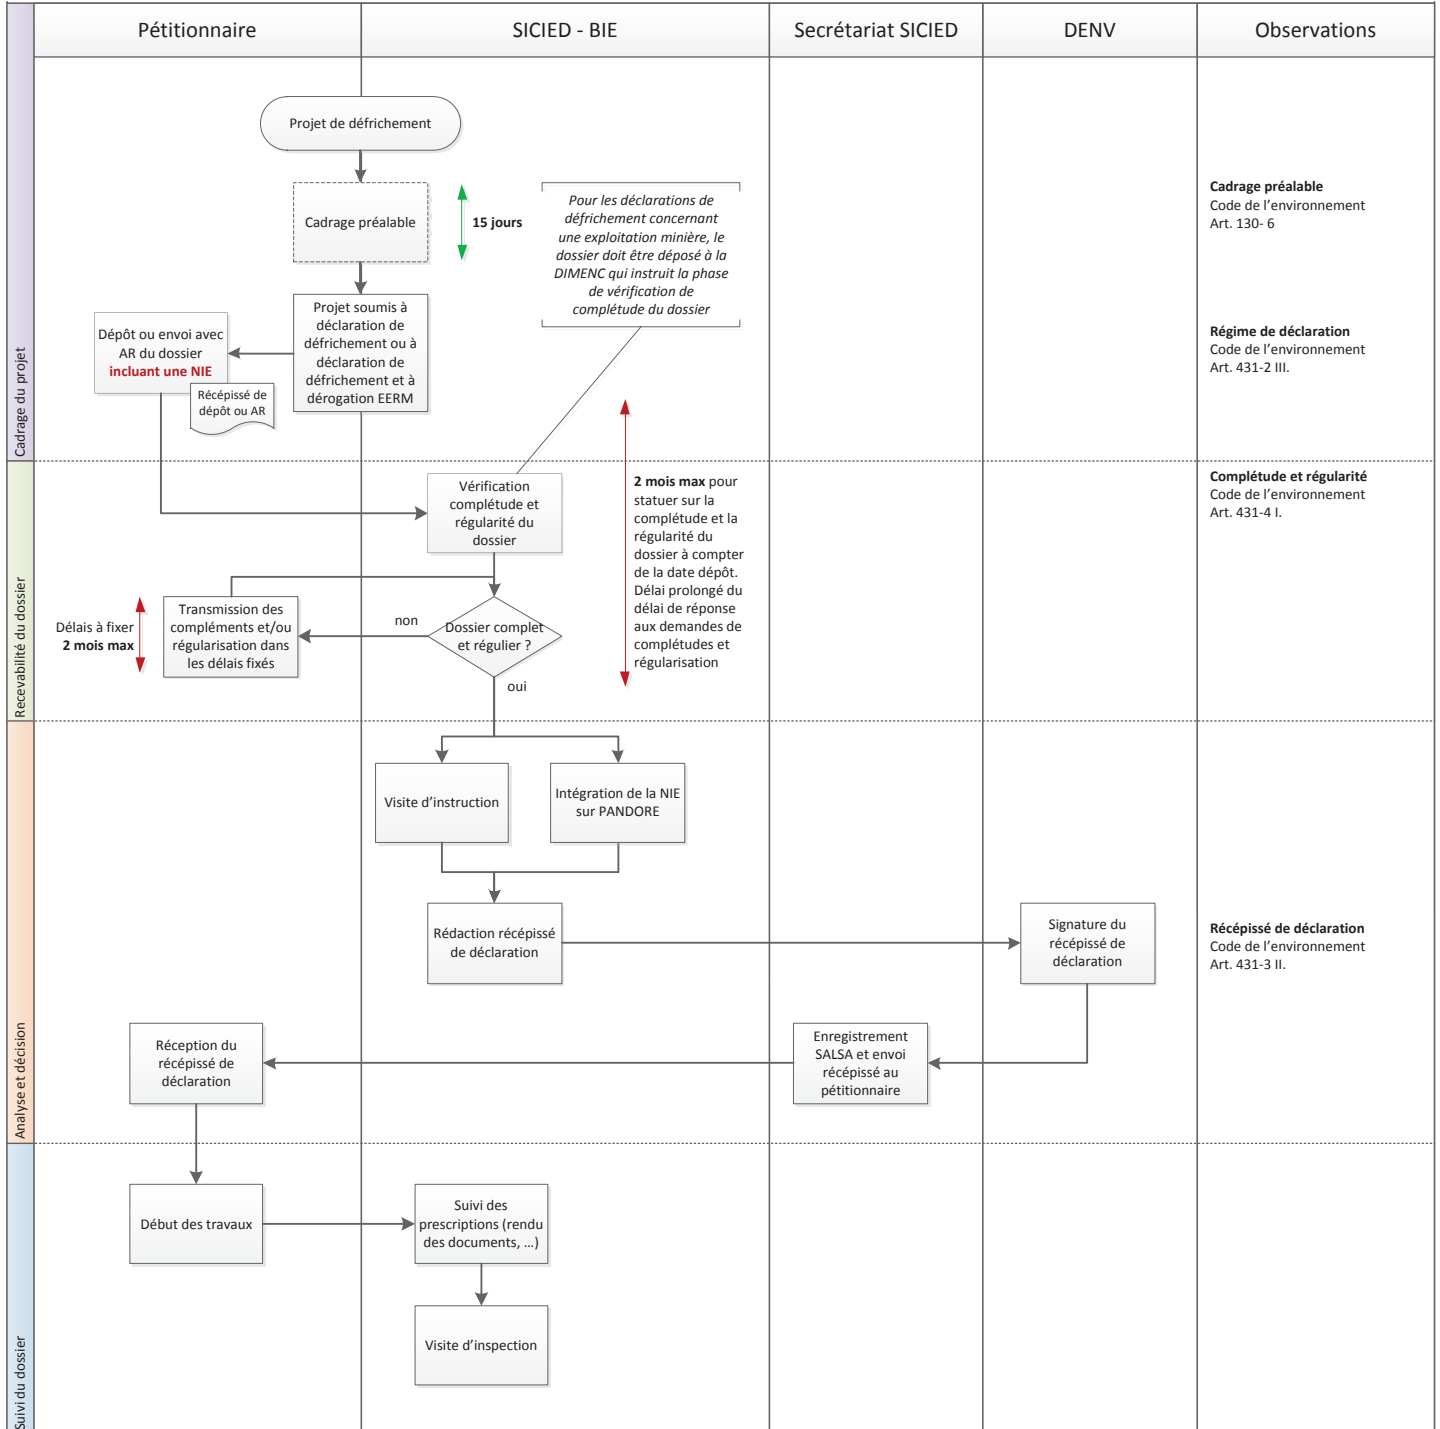 Pétitionnaire
SICIED - BIE
Secrétariat SICIED
DENV
Observations
Cadrage du projet
Projet de défrichement
Cadrage préalable
15 jours
Pour les déclarations de
défrichement concernant
une exploitation minière, le
dossier doit être déposé à la
DIMENC qui instruit la phase
de vérification de
complétude du dossier
Cadrage préalable
Code de l'environnement
Art. 130- 6
Projet soumis à
déclaration de
défrichement ou à
déclaration de
défrichement et à
dérogation EERM
Dépôt ou envoi avec
AR du dossier
incluant une NIE
Récépissé de
dépôt ou AR
Régime de déclaration
Code de l'environnement
Art. 431-2 III.
Recevabilité du dossier
Vérification
complétude et
régularité du
dossier
2 mois max pour
statuer sur la
complétude et la
régularité du
dossier à compter
de la date dépôt.
Délai prolongé du
délai de réponse
aux demandes de
complétudes et
régularisation
Complétude et régularité
Code de l'environnement
Art. 431-4 I.
Délais à fixer
2 mois max
Transmission des
compléments et/ou
régularisation dans
les délais fixés
non
Dossier complet
et régulier ?
oui
Analyse et décision
Visite d'instruction
Intégration de la NIE
sur PANDORE
Rédaction récépissé
de déclaration
Signature du
récépissé de
déclaration
Récépissé de déclaration
Code de l'environnement
Art. 431-3 II.
Réception du
récépissé de
déclaration
Enregistrement
SALSA et envoi
récépissé au
pétitionnaire
Suivi du dossier
Début des travaux
Suivi des
prescriptions (rendu
des documents, …)
Visite d'inspection